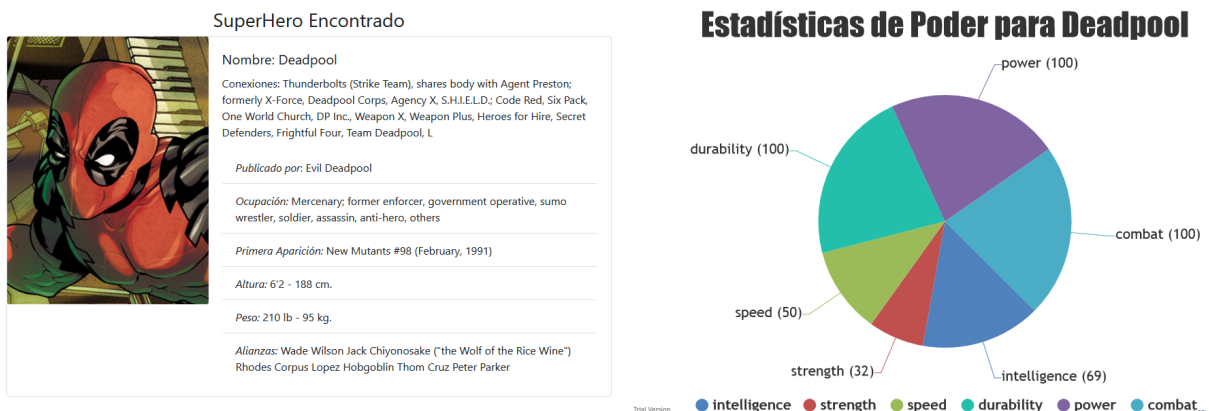 SuperHero Encontrado
Nombre: Deadpool
Conexiones: Thunderbolts (Strike Team), shares body with Agent Preston;
formerly X-Force, Deadpool Corps, Agency X, S.H.I.E.L.D.; Code Red, Six Pack,
One World Church, DP Inc., Weapon X, Weapon Plus, Heroes for Hire, Secret
Defenders, Frightful Four, Team Deadpool, L
Publicado por: Evil Deadpool
Ocupación: Mercenary; former enforcer, government operative, sumo
wrestler, soldier, assassin, anti-hero, others
Primera Aparición: New Mutants #98 (February, 1991)
Altura: 6'2 - 188 cm.
Peso: 210 lb - 95 kg.
Alianzas: Wade Wilson Jack Chiyonosake ("the Wolf of the Rice Wine")
Rhodes Corpus Lopez Hobgoblin Thom Cruz Peter Parker
Estadísticas de Poder para Deadpool
power (100)
durability (100)
combat (100)
speed (50)
strength (32)
intelligence (69)
Trial Version
intelligence strength speed durability power combat